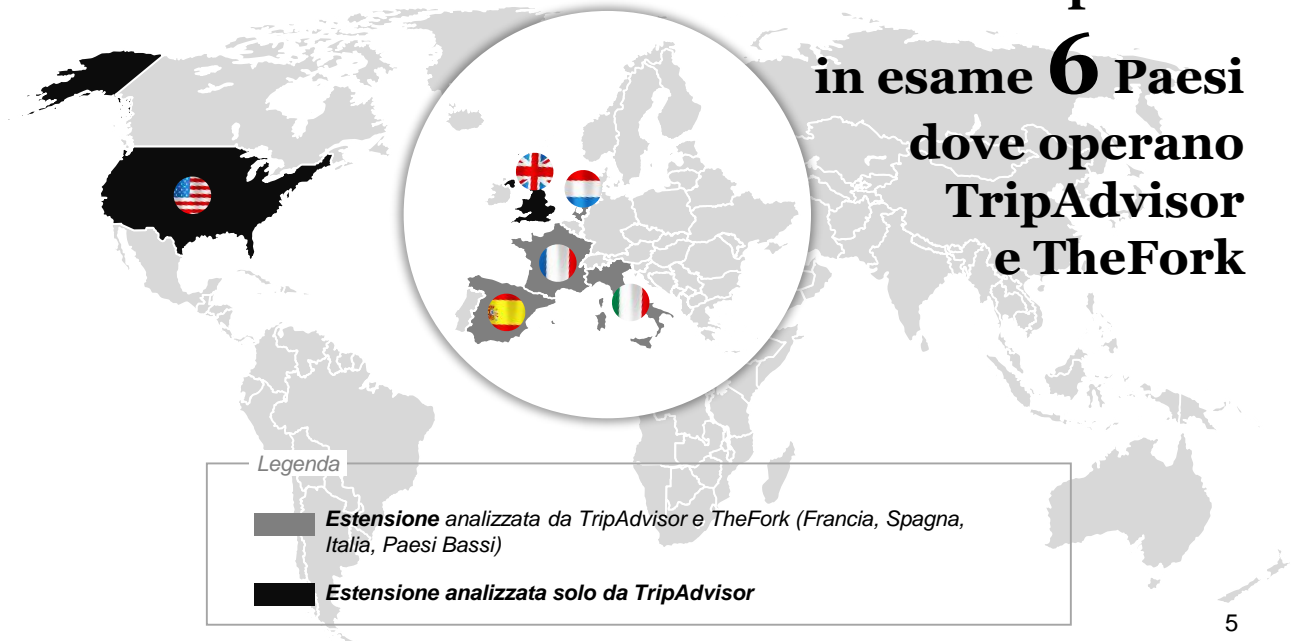 in esame 6 Paesi
dove operano
TripAdvisor
e TheFork
Legenda
Estensione analizzata da TripAdvisor e TheFork (Francia, Spagna,
Italia, Paesi Bassi)
Estensione analizzata solo da TripAdvisor
5